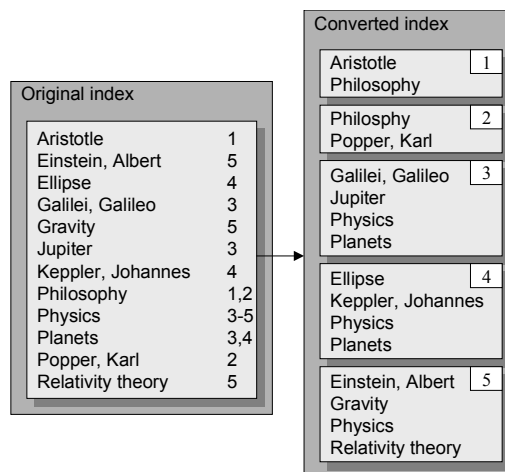 Original index
Aristotle 1
Einstein, Albert 5
Ellipse 4
Galilei, Galileo 3
Gravity 5
Jupiter 3
Keppler, Johannes 4
Philosophy 1,2
Physics 3-5
Planets 3,4
Popper, Karl 2
Relativity theory 5
Converted index
Aristotle 1
Philosophy
Philosphy 2
Popper, Karl
Galilei, Galileo 3
Jupiter
Physics
Planets
Ellipse 4
Keppler, Johannes
Physics
Planets
Einstein, Albert 5
Gravity
Physics
Relativity theory